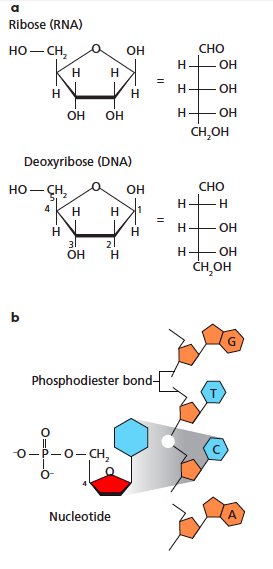 a
Ribose (RNA)
HO — CH2 O OH CHO
H H H OH
= H OH
H H H OH
OH OH CH2OH
Deoxyribose (DNA)
HO — CH2 O OH CHO
5 H H
4 H H 1 = H OH
H H H OH
3 2 CH2OH
OH H
b
G
Phosphodiester bond
T
O C
-O — P — O — CH2
O- O
4
Nucleotide A